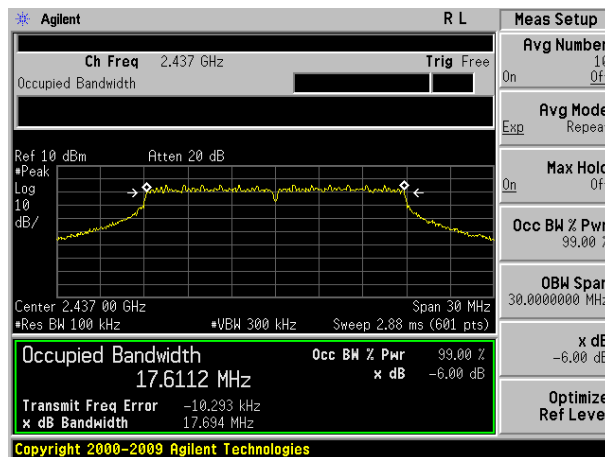 Agilent R L Meas Setup
Ch Freq 2.437 GHz Trig Free
Occupied Bandwidth
Avg Number
On
Avg Mode
Exp
Max Hold
On
Occ BW % Pwr
99.00 %
OBW Span
30.0000000 MHz
x dB
-6.00 dB
Optimize
Ref Level
Ref 10 dBm Atten 20 dB
#Peak
Log
10
dB/
Center 2.437 00 GHz Span 30 MHz
#Res BW 100 kHz #VBW 300 kHz Sweep 2.88 ms (601 pts)
Occupied Bandwidth Occ BW % Pwr 99.00 %
17.6112 MHz x dB -6.00 dB
Transmit Freq Error -10.293 kHz
x dB Bandwidth 17.694 MHz
Copyright 2000-2009 Agilent Technologies